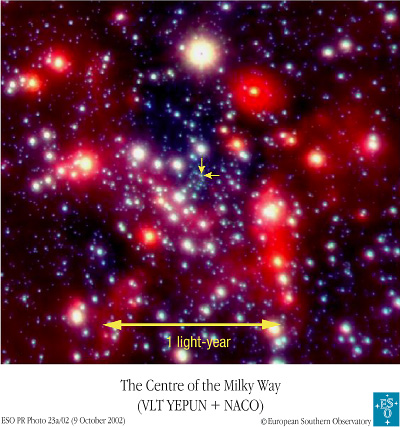 1 light-year
The Centre of the Milky Way
(VLT YEPUN + NACO)
ESO PR Photo 23a/02 (9 October 2002)
© European Southern Observatory
ESO